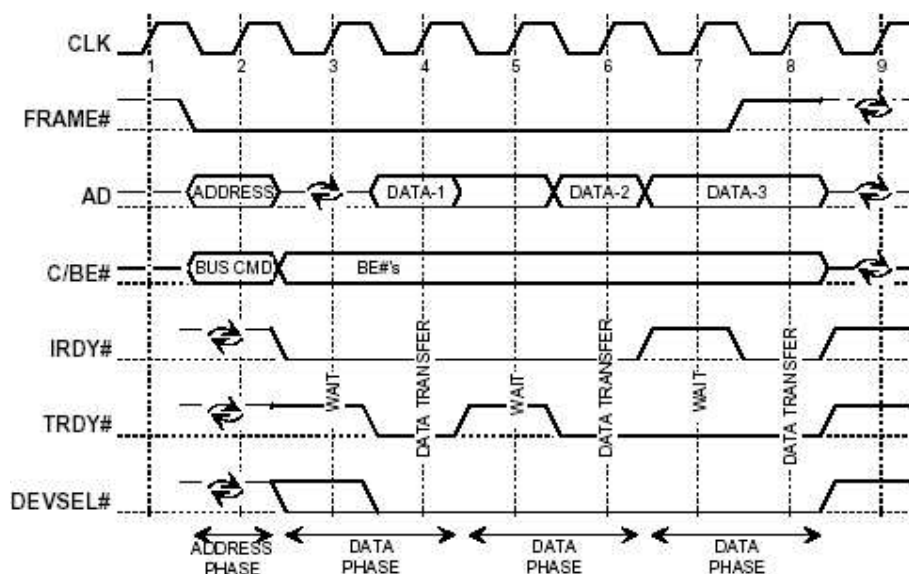 CLK
1 2 3 4 5 6 7 8 9
FRAME#
AD
ADDRESS DATA-1 DATA-2 DATA-3
C/BE#
BUS CMD BE#'s
IRDY#
WAIT DATA TRANSFER WAIT DATA TRANSFER WAIT DATA TRANSFER
TRDY#
DEVSEL#
ADDRESS PHASE
DATA PHASE
DATA PHASE
DATA PHASE